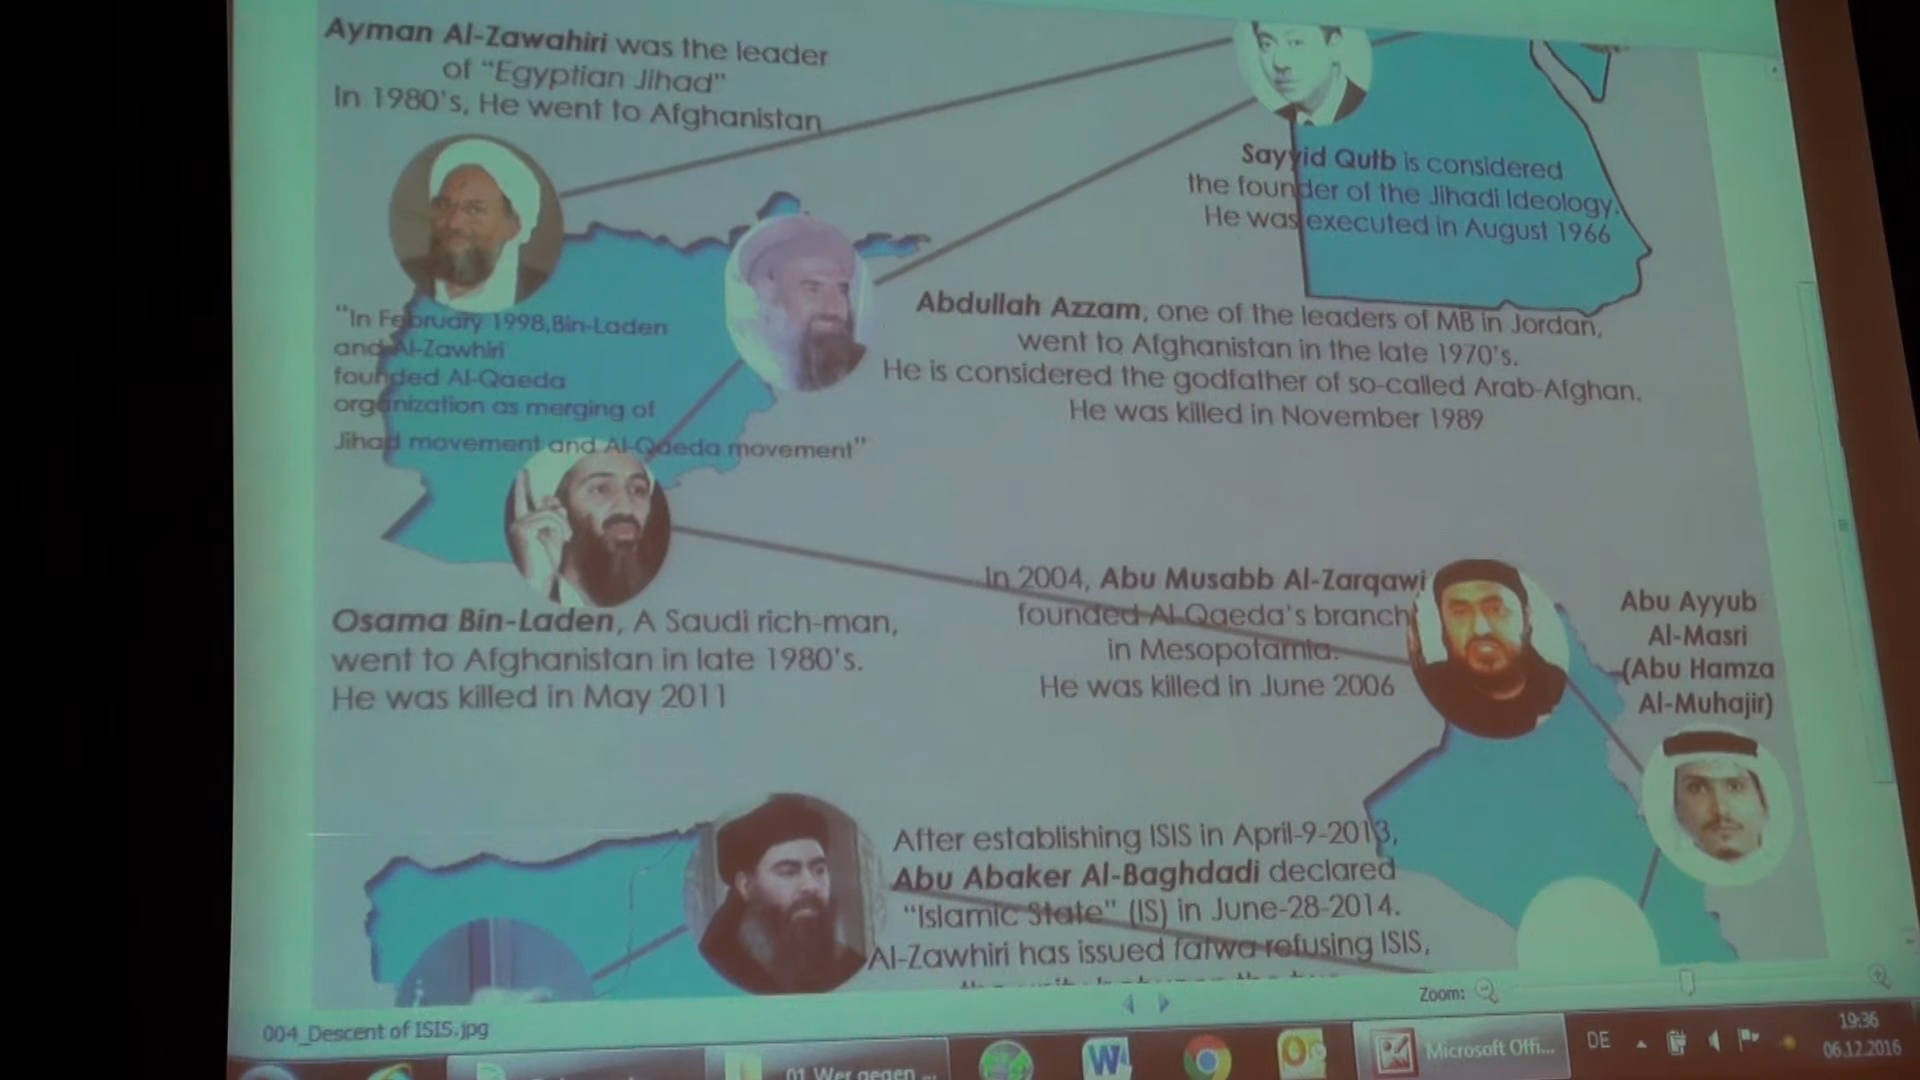 Ayman Al-Zawahiri was the leader
of "Egyptian Jihad"
In 1980's, He went to Afghanistan
Sayyid Qutb is considered
the founder of the Jihadi Ideology.
He was executed in August 1966
"In February 1998,Bin-Laden
and Al-Zawhiri
founded Al-Qaeda
organization as merging of
Jihad movement and Al-Qaeda movement"
Abdullah Azzam, one of the leaders of MB in Jordan,
went to Afghanistan in the late 1970's.
He is considered the godfather of so-called Arab-Afghan.
He was killed in November 1989
Osama Bin-Laden, A Saudi rich-man,
went to Afghanistan in late 1980's.
He was killed in May 2011
In 2004, Abu Musabb Al-Zarqawi
founded Al-Qaeda's branch
in Mesopotamia.
He was killed in June 2006
Abu Ayyub
Al-Masri
(Abu Hamza
Al-Muhajir)
After establishing ISIS in April-9-2013,
Abu Abaker Al-Baghdadi declared
"Islamic State" (IS) in June-28-2014.
Al-Zawhiri has issued fatwa refusing ISIS,
Zoom:
004_Descent of ISIS.jpg
01 Wer gegen ...
Microsoft Offi...
DE
19:36
06.12.2016